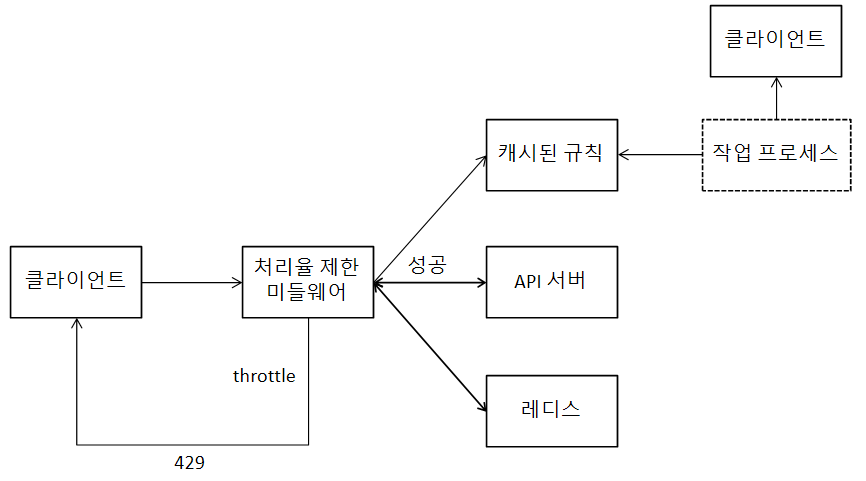 클라이언트
캐시된 규칙
작업 프로세스
클라이언트
처리율 제한
미들웨어
성공
API 서버
throttle
레디스
429